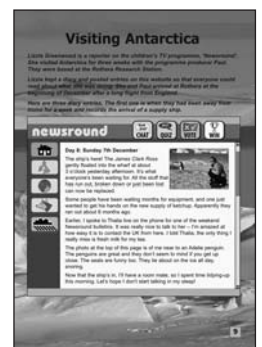 Visiting Antarctica
Lizzie Greenwood is a reporter on the children's TV programme, 'Newsround'.
She visited Antarctica for three weeks with the programme producer Paul.
They were based at the Rothera Research Station.
Lizzie kept a diary and posted entries on this website so that everyone could
read about what she was doing. She and Paul arrived at Rothera at the
beginning of December after a long flight from England.
Here are three diary entries. The first one is when they had been away from
home for a week and records the arrival of a supply ship.
newsround
CHAT
QUIZ
VOTE
WIN
Day 8: Sunday 7th December
The ship's here! The James Clark Ross
gently floated into the wharf at about
3 o'clock yesterday afternoon. It's what
everyone's been waiting for. All the stuff that
has run out, broken down or just been lost
can now be replaced.
Some people have been waiting months for equipment, and one just
wanted to get his hands on the new supply of ketchup. Apparently they
ran out about 6 months ago.
Earlier, I spoke to Thalia live on the phone for one of the weekend
Newsround bulletins. It was really nice to talk to her – I'm amazed at
how easy it is to contact the UK from here. I told Thalia, the only thing I
really miss is fresh milk for my tea.
The photo at the top of this page is of me near to an Adelie penguin.
The penguins are great and they don't seem to mind if you get up
close. The seals are funny too. They lie about on the ice all day,
snoring.
Now that the ship's in, I'll have a room mate, so I spent time tidying-up
this morning. Let's hope I don't start talking in my sleep!
9